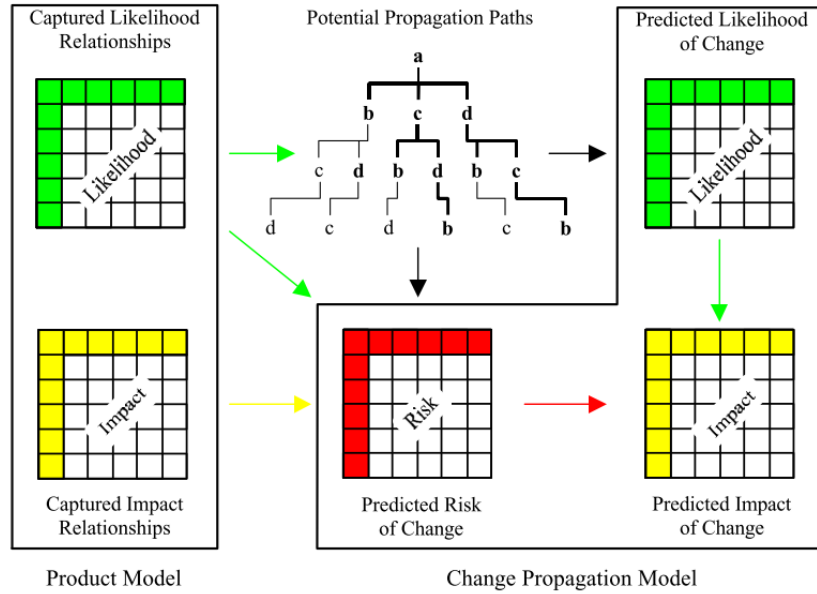 Captured Likelihood
Relationships
Potential Propagation Paths
Predicted Likelihood
of Change
a
b c d
c d b d b c
d c d b c b
Likelihood
Likelihood
Impact
Risk
Impact
Captured Impact
Relationships
Predicted Risk
of Change
Predicted Impact
of Change
Product Model
Change Propagation Model